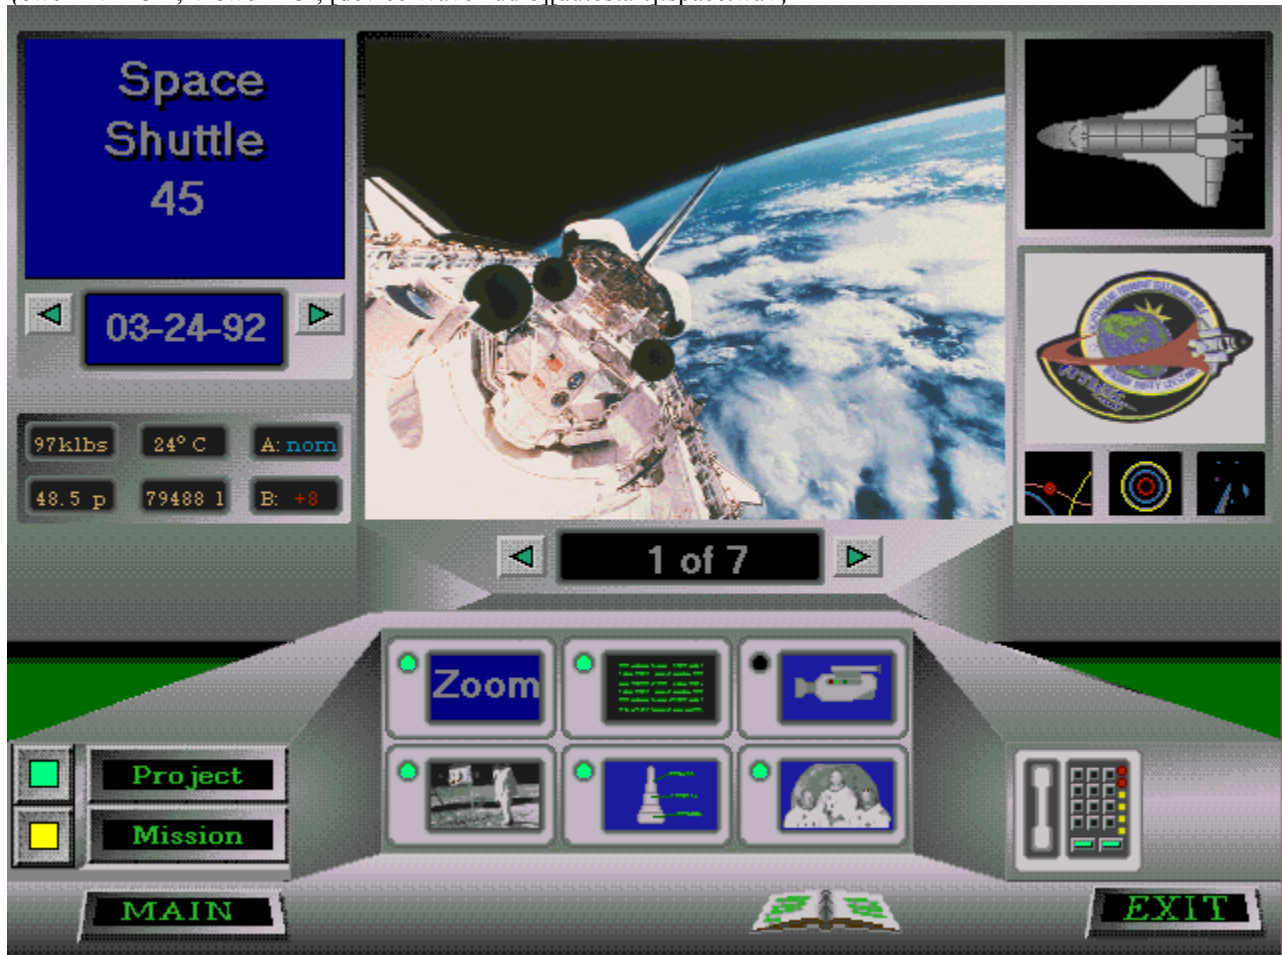 Space
Shuttle
45
03-24-92
97klbs
24° C
A: nom
48.5 p
79488 l
B: +8
1 of 7
Zoom
Project
Mission
MAIN
EXIT